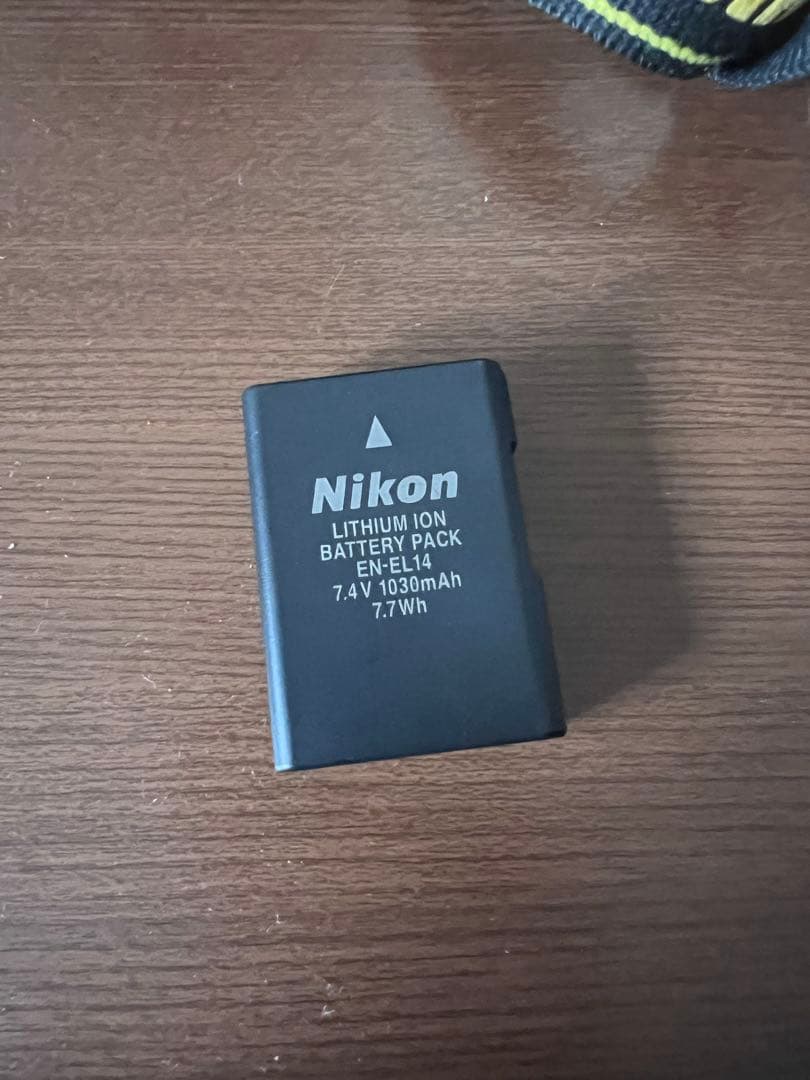 Nikon
LITHIUM ION
BATTERY PACK
EN-EL14
7.4V 1030mAh
7.7Wh